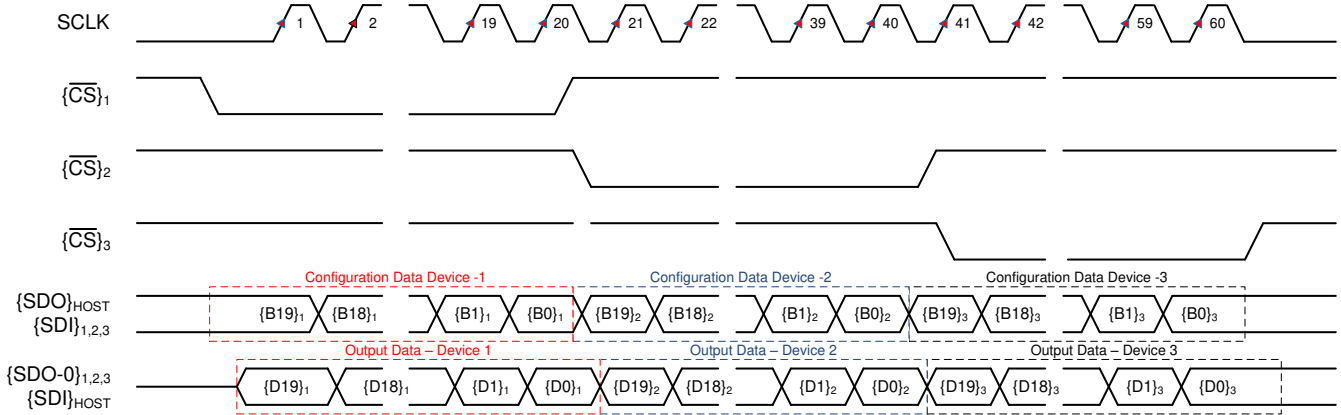 SCLK 1 2 19 20 21 22 39 40 41 42 59 60
{CS}1
{CS}2
{CS}3
Configuration Data Device -1 Configuration Data Device -2 Configuration Data Device -3
{SDO}HOST
{SDI}1,2,3
{B19}1 {B18}1 {B1}1 {B0}1 {B19}2 {B18}2 {B1}2 {B0}2 {B19}3 {B18}3 {B1}3 {B0}3
Output Data – Device 1 Output Data – Device 2 Output Data – Device 3
{SDO-0}1,2,3
{SDI}HOST
{D19}1 {D18}1 {D1}1 {D0}1 {D19}2 {D18}2 {D1}2 {D0}2 {D19}3 {D18}3 {D1}3 {D0}3